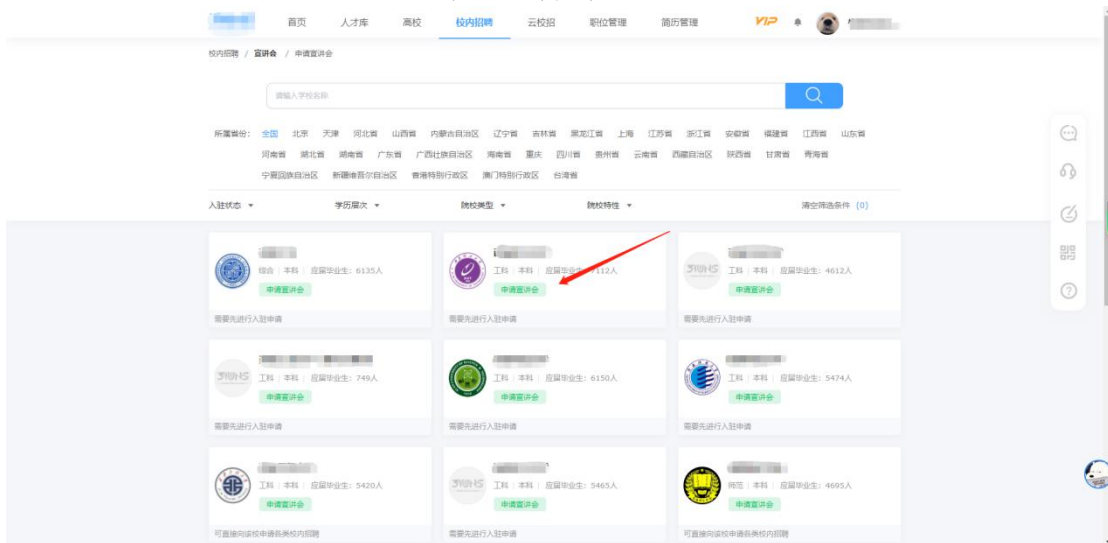 首页 人才库 高校 校内招聘 云校招 职位管理 简历管理 VIP
校内招聘 / 宣讲会 / 申请宣讲会
请输入学校名称
所属省份: 全国 北京 天津 河北省 山西省 内蒙古自治区 辽宁省 吉林省 黑龙江省 上海 江苏省 浙江省 安徽省 福建省 江西省 山东省
河南省 湖北省 湖南省 广东省 广西壮族自治区 海南省 重庆 四川省 贵州省 云南省 西藏自治区 陕西省 甘肃省 青海省
宁夏回族自治区 新疆维吾尔自治区 香港特别行政区 澳门特别行政区 台湾省
入驻状态 学历层次 院校类型 院校特性 清空筛选条件 (0)
综合 | 本科 | 应届毕业生: 6135人
申请宣讲会
需要先进行入驻申请
工科 | 本科 | 应届毕业生: 7112人
申请宣讲会
需要先进行入驻申请
工科 | 本科 | 应届毕业生: 4612人
申请宣讲会
需要先进行入驻申请
工科 | 本科 | 应届毕业生: 749人
申请宣讲会
需要先进行入驻申请
工科 | 本科 | 应届毕业生: 6150人
申请宣讲会
需要先进行入驻申请
工科 | 本科 | 应届毕业生: 5474人
申请宣讲会
需要先进行入驻申请
工科 | 本科 | 应届毕业生: 5420人
申请宣讲会
可直接向该校申请各类校内招聘
工科 | 本科 | 应届毕业生: 5465人
申请宣讲会
需要先进行入驻申请
师范 | 本科 | 应届毕业生: 4695人
申请宣讲会
可直接向该校申请各类校内招聘